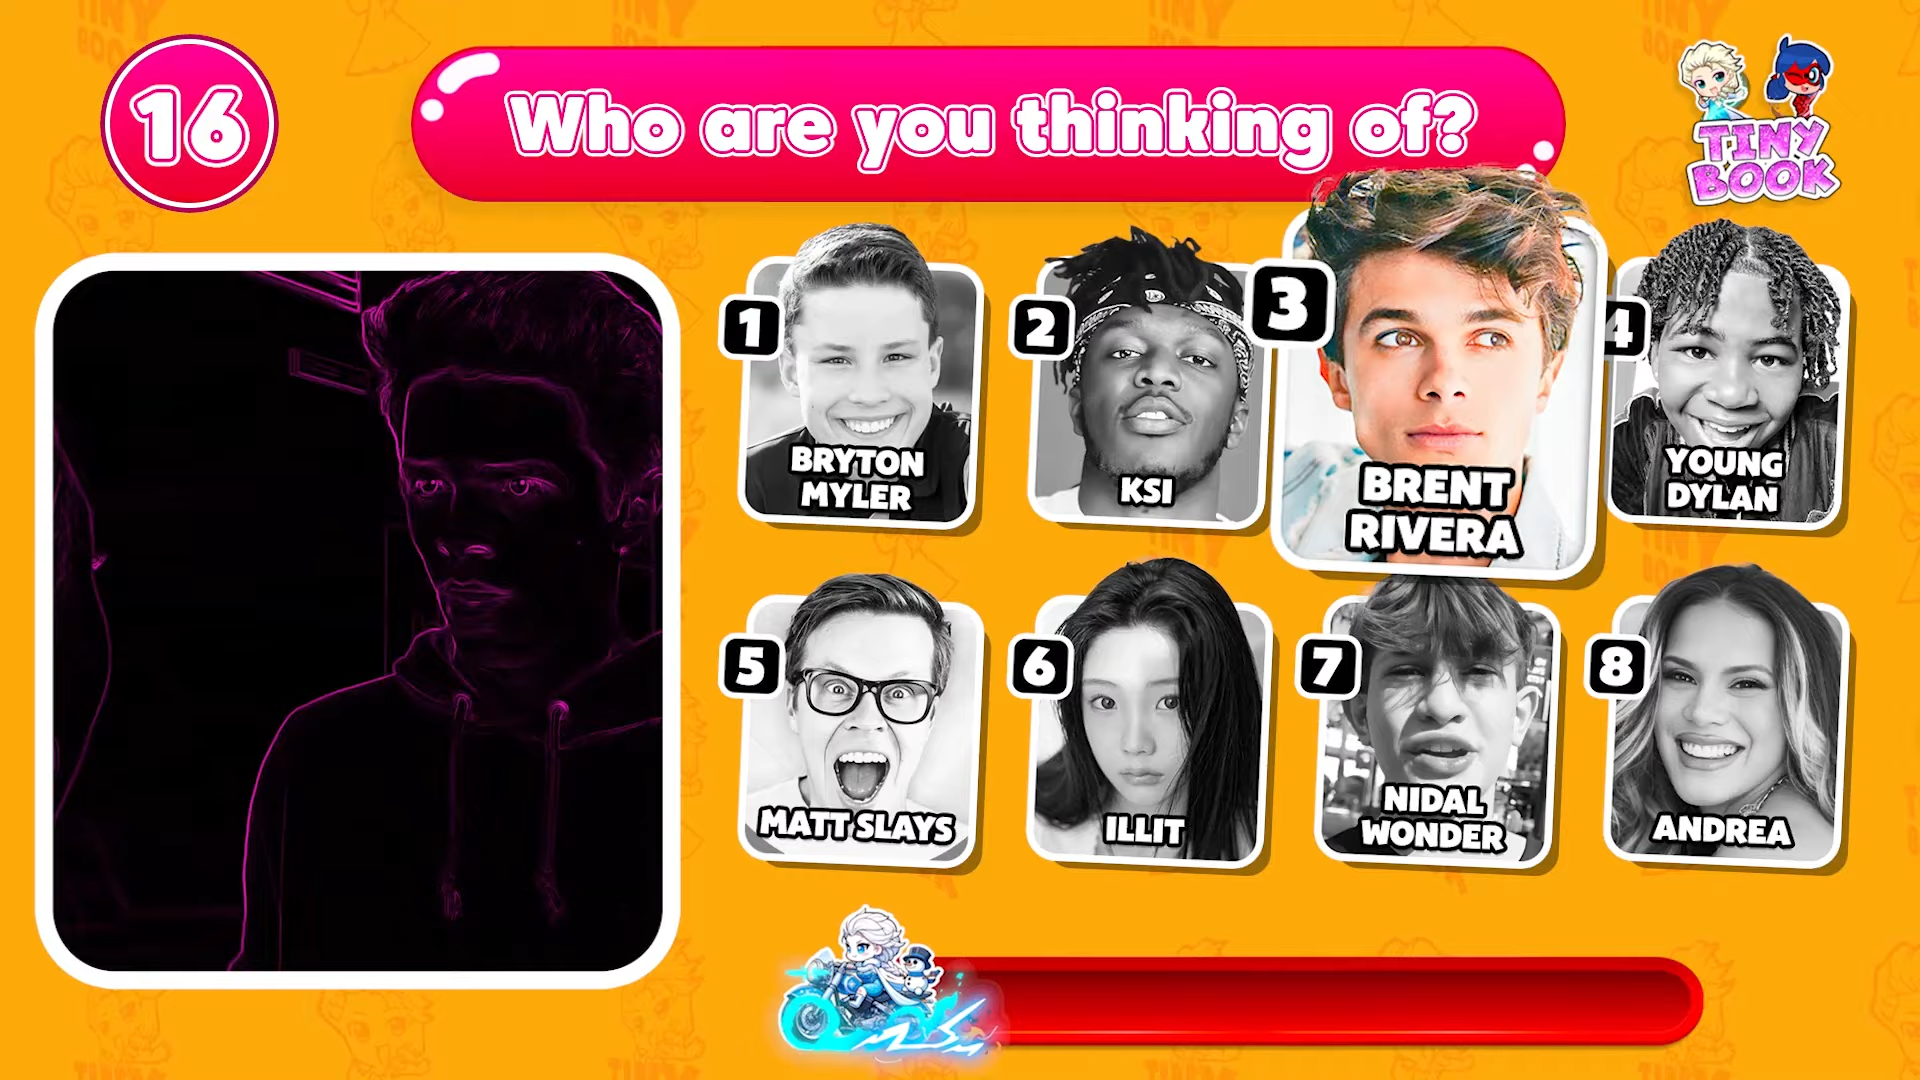 16
Who are you thinking of?
TINY
BOOK
1
BRYTON
MYLER
2
KSI
3
BRENT
RIVERA
4
YOUNG
DYLAN
5
MATT SLAYS
6
ILLIT
7
NIDAL
WONDER
8
ANDREA